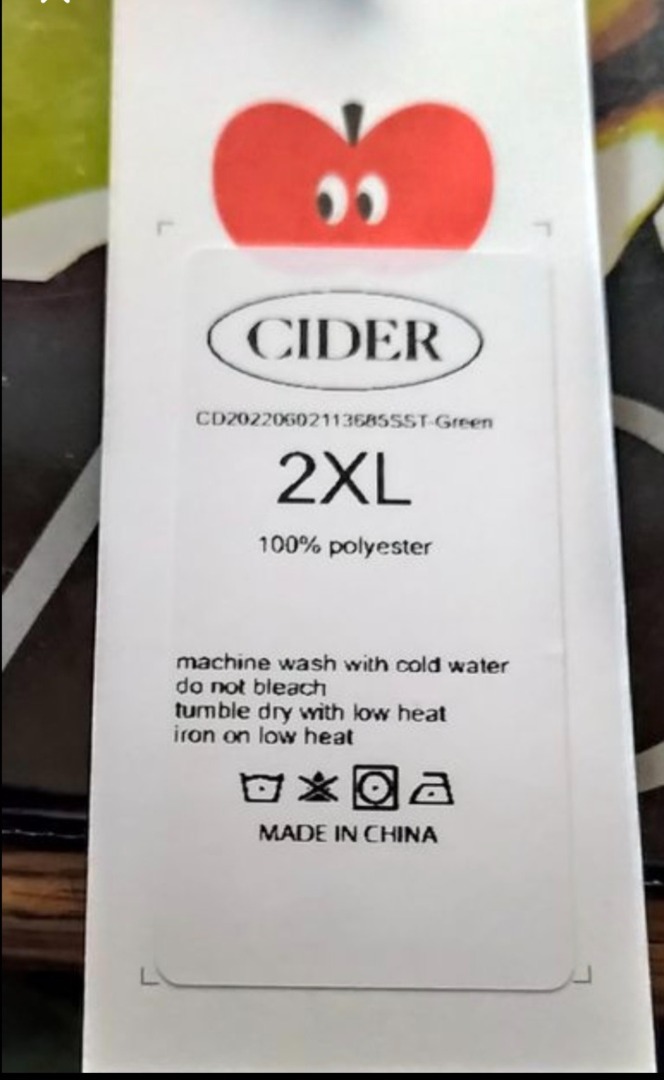 CIDER
CD20220602113685SST-Green
2XL
100% polyester
machine wash with cold water
do not bleach
tumble dry with low heat
iron on low heat
MADE IN CHINA